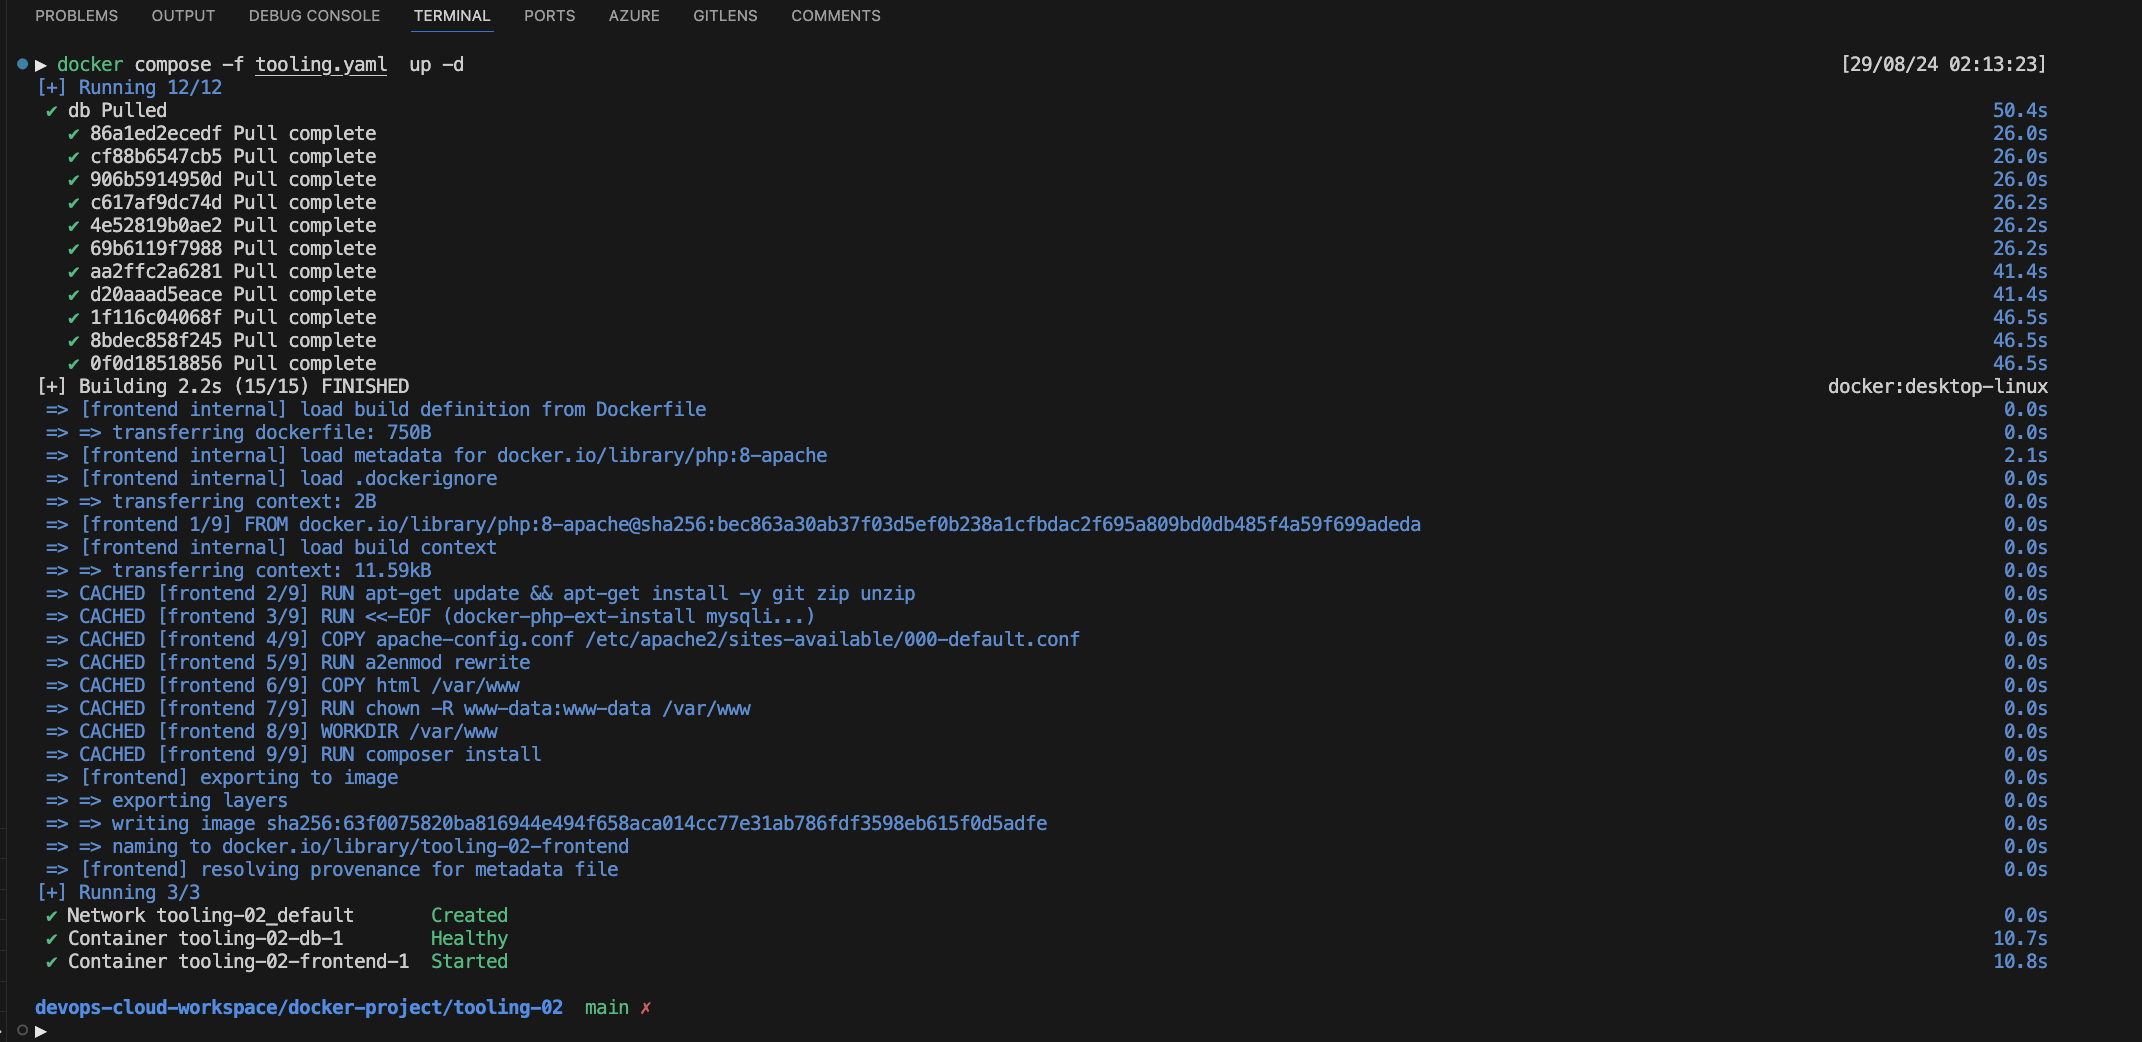 PROBLEMS OUTPUT DEBUG CONSOLE TERMINAL PORTS AZURE GITLENS COMMENTS
▶ docker compose -f tooling.yaml  up -d [29/08/24 02:13:23]
[+] Running 12/12
✔ db Pulled 50.4s
✔ 86a1ed2ecedf Pull complete 26.0s
✔ cf88b6547cb5 Pull complete 26.0s
✔ 906b5914950d Pull complete 26.0s
✔ c617af9dc74d Pull complete 26.2s
✔ 4e52819b0ae2 Pull complete 26.2s
✔ 69b6119f7988 Pull complete 26.2s
✔ aa2ffc2a6281 Pull complete 41.4s
✔ d20aaad5eace Pull complete 41.4s
✔ 1f116c04068f Pull complete 46.5s
✔ 8bdec858f245 Pull complete 46.5s
✔ 0f0d18518856 Pull complete 46.5s
[+] Building 2.2s (15/15) FINISHED docker:desktop-linux
=> [frontend internal] load build definition from Dockerfile 0.0s
=> => transferring dockerfile: 750B 0.0s
=> [frontend internal] load metadata for docker.io/library/php:8-apache 2.1s
=> [frontend internal] load .dockerignore 0.0s
=> => transferring context: 2B 0.0s
=> [frontend 1/9] FROM docker.io/library/php:8-apache@sha256:bec863a30ab37f03d5ef0b238a1cfbdac2f695a809bd0db485f4a59f699adeda 0.0s
=> [frontend internal] load build context 0.0s
=> => transferring context: 11.59kB 0.0s
=> CACHED [frontend 2/9] RUN apt-get update && apt-get install -y git zip unzip 0.0s
=> CACHED [frontend 3/9] RUN <<-EOF (docker-php-ext-install mysqli...) 0.0s
=> CACHED [frontend 4/9] COPY apache-config.conf /etc/apache2/sites-available/000-default.conf 0.0s
=> CACHED [frontend 5/9] RUN a2enmod rewrite 0.0s
=> CACHED [frontend 6/9] COPY html /var/www 0.0s
=> CACHED [frontend 7/9] RUN chown -R www-data:www-data /var/www 0.0s
=> CACHED [frontend 8/9] WORKDIR /var/www 0.0s
=> CACHED [frontend 9/9] RUN composer install 0.0s
=> [frontend] exporting to image 0.0s
=> => exporting layers 0.0s
=> => writing image sha256:63f0075820ba816944e494f658aca014cc77e31ab786fdf3598eb615f0d5adfe 0.0s
=> => naming to docker.io/library/tooling-02-frontend 0.0s
=> [frontend] resolving provenance for metadata file 0.0s
[+] Running 3/3
✔ Network tooling-02_default Created 0.0s
✔ Container tooling-02-db-1 Healthy 10.7s
✔ Container tooling-02-frontend-1 Started 10.8s
devops-cloud-workspace/docker-project/tooling-02 main ✗
▶